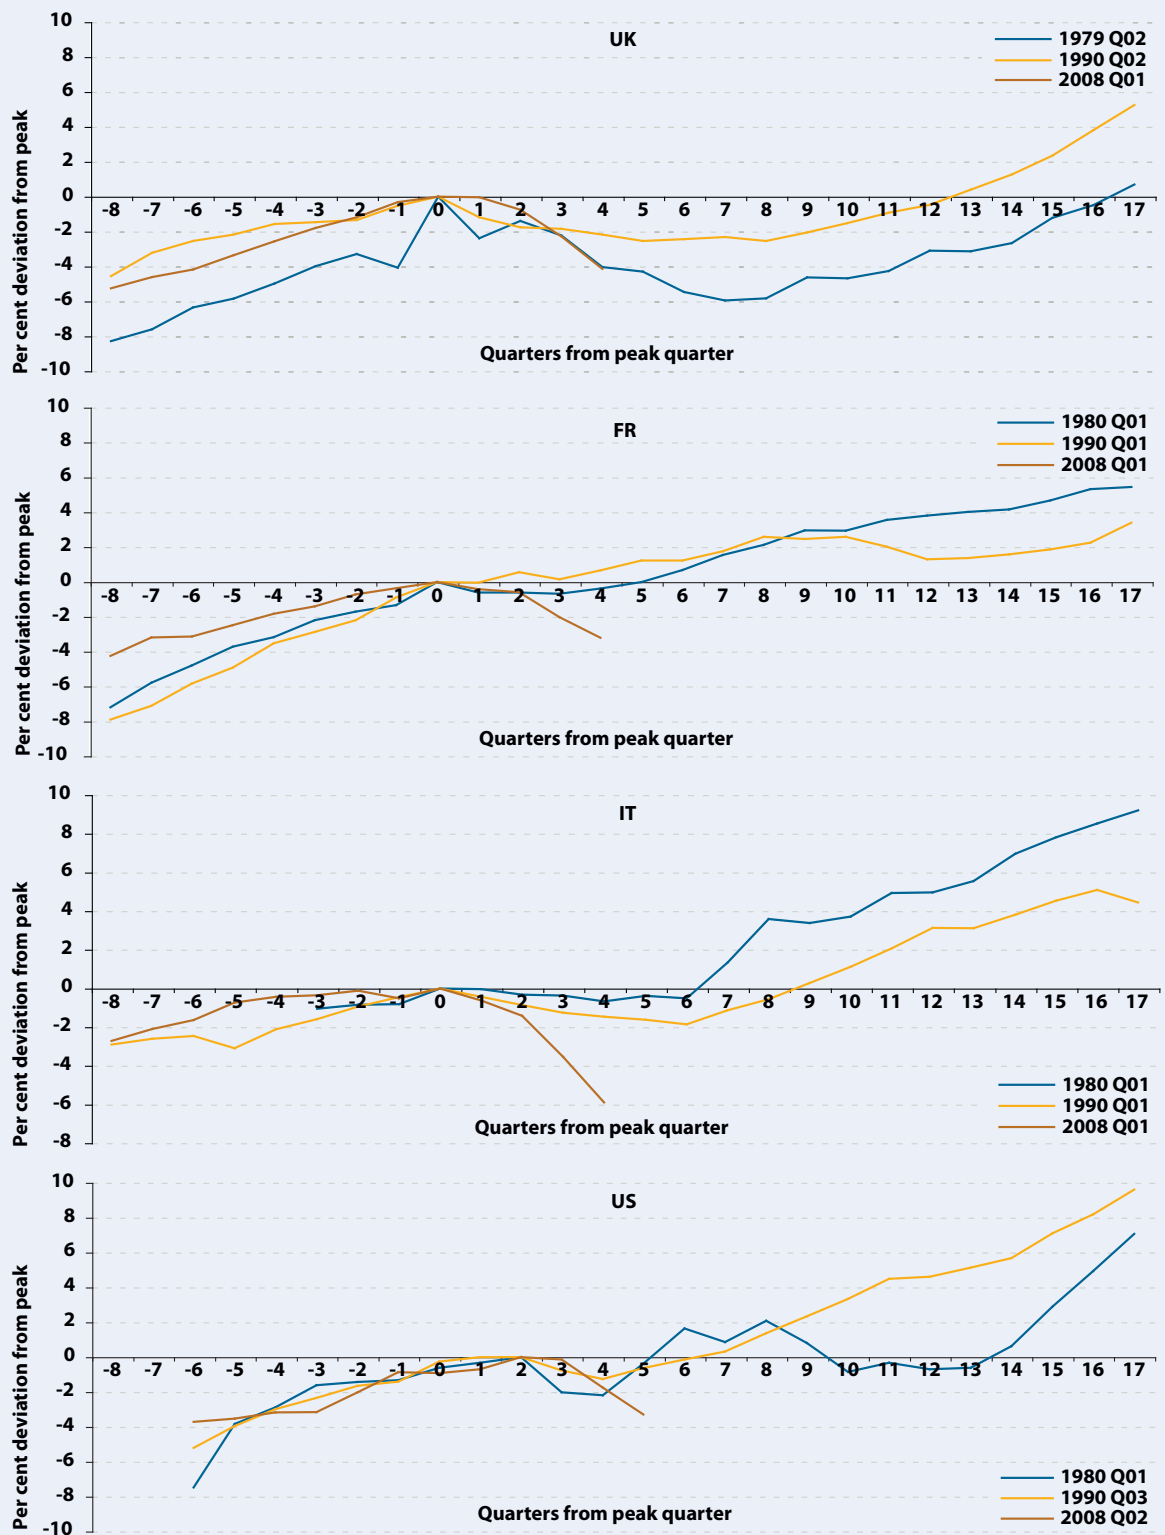 UK
1979 Q02
1990 Q02
2008 Q01
10
8
6
4
2
0
-2
-4
-6
-8
-10
Per cent deviation from peak
-8 -7 -6 -5 -4 -3 -2 -1 0 1 2 3 4 5 6 7 8 9 10 11 12 13 14 15 16 17
Quarters from peak quarter
FR
1980 Q01
1990 Q01
2008 Q01
10
8
6
4
2
0
-2
-4
-6
-8
-10
Per cent deviation from peak
-8 -7 -6 -5 -4 -3 -2 -1 0 1 2 3 4 5 6 7 8 9 10 11 12 13 14 15 16 17
Quarters from peak quarter
IT
10
8
6
4
2
0
-2
-4
-6
-8
Per cent deviation from peak
-8 -7 -6 -5 -4 -3 -2 -1 0 1 2 3 4 5 6 7 8 9 10 11 12 13 14 15 16 17
1980 Q01
1990 Q01
2008 Q01
Quarters from peak quarter
US
10
8
6
4
2
0
-2
-4
-6
-8
-10
Per cent deviation from peak
-8 -7 -6 -5 -4 -3 -2 -1 0 1 2 3 4 5 6 7 8 9 10 11 12 13 14 15 16 17
1980 Q01
1990 Q03
2008 Q02
Quarters from peak quarter